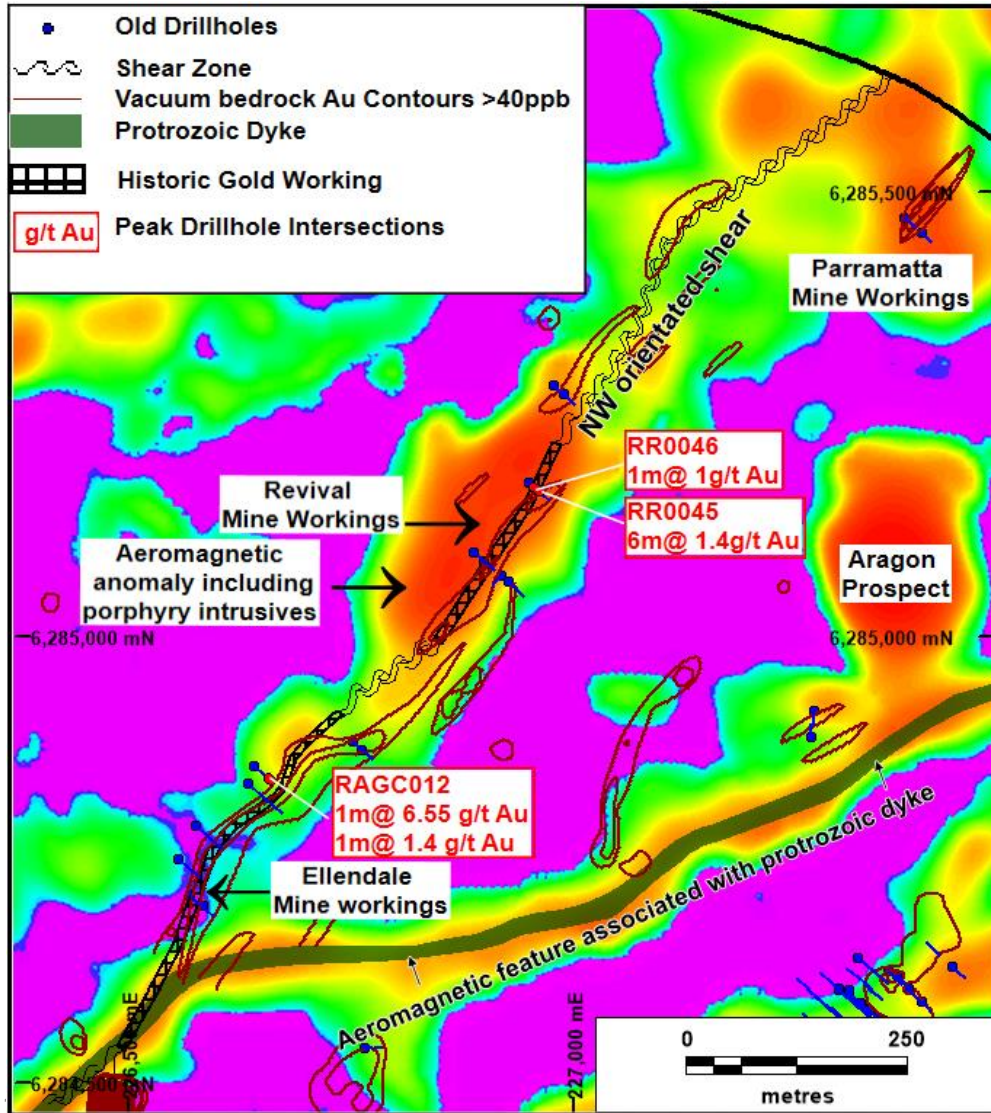 Old Drillholes
Shear Zone
Vacuum bedrock Au Contours >40ppb
Protrozoic Dyke
Historic Gold Working
g/t Au
Peak Drillhole Intersections
6,285,500 mN
Parramatta
Mine Workings
NW orientated shear
RR0046
1m@ 1g/t Au
RR0045
6m@ 1.4g/t Au
Revival
Mine Workings
Aeromagnetic
anomaly including
porphyry intrusives
Aragon
Prospect
6,285,000 mN
6,285,000 mN
RAGC012
1m@ 6.55 g/t Au
1m@ 1.4 g/t Au
Ellendale
Mine workings
Aeromagnetic feature associated with protrozoic dyke
mE
227,000 mE
mN
0
250
metres